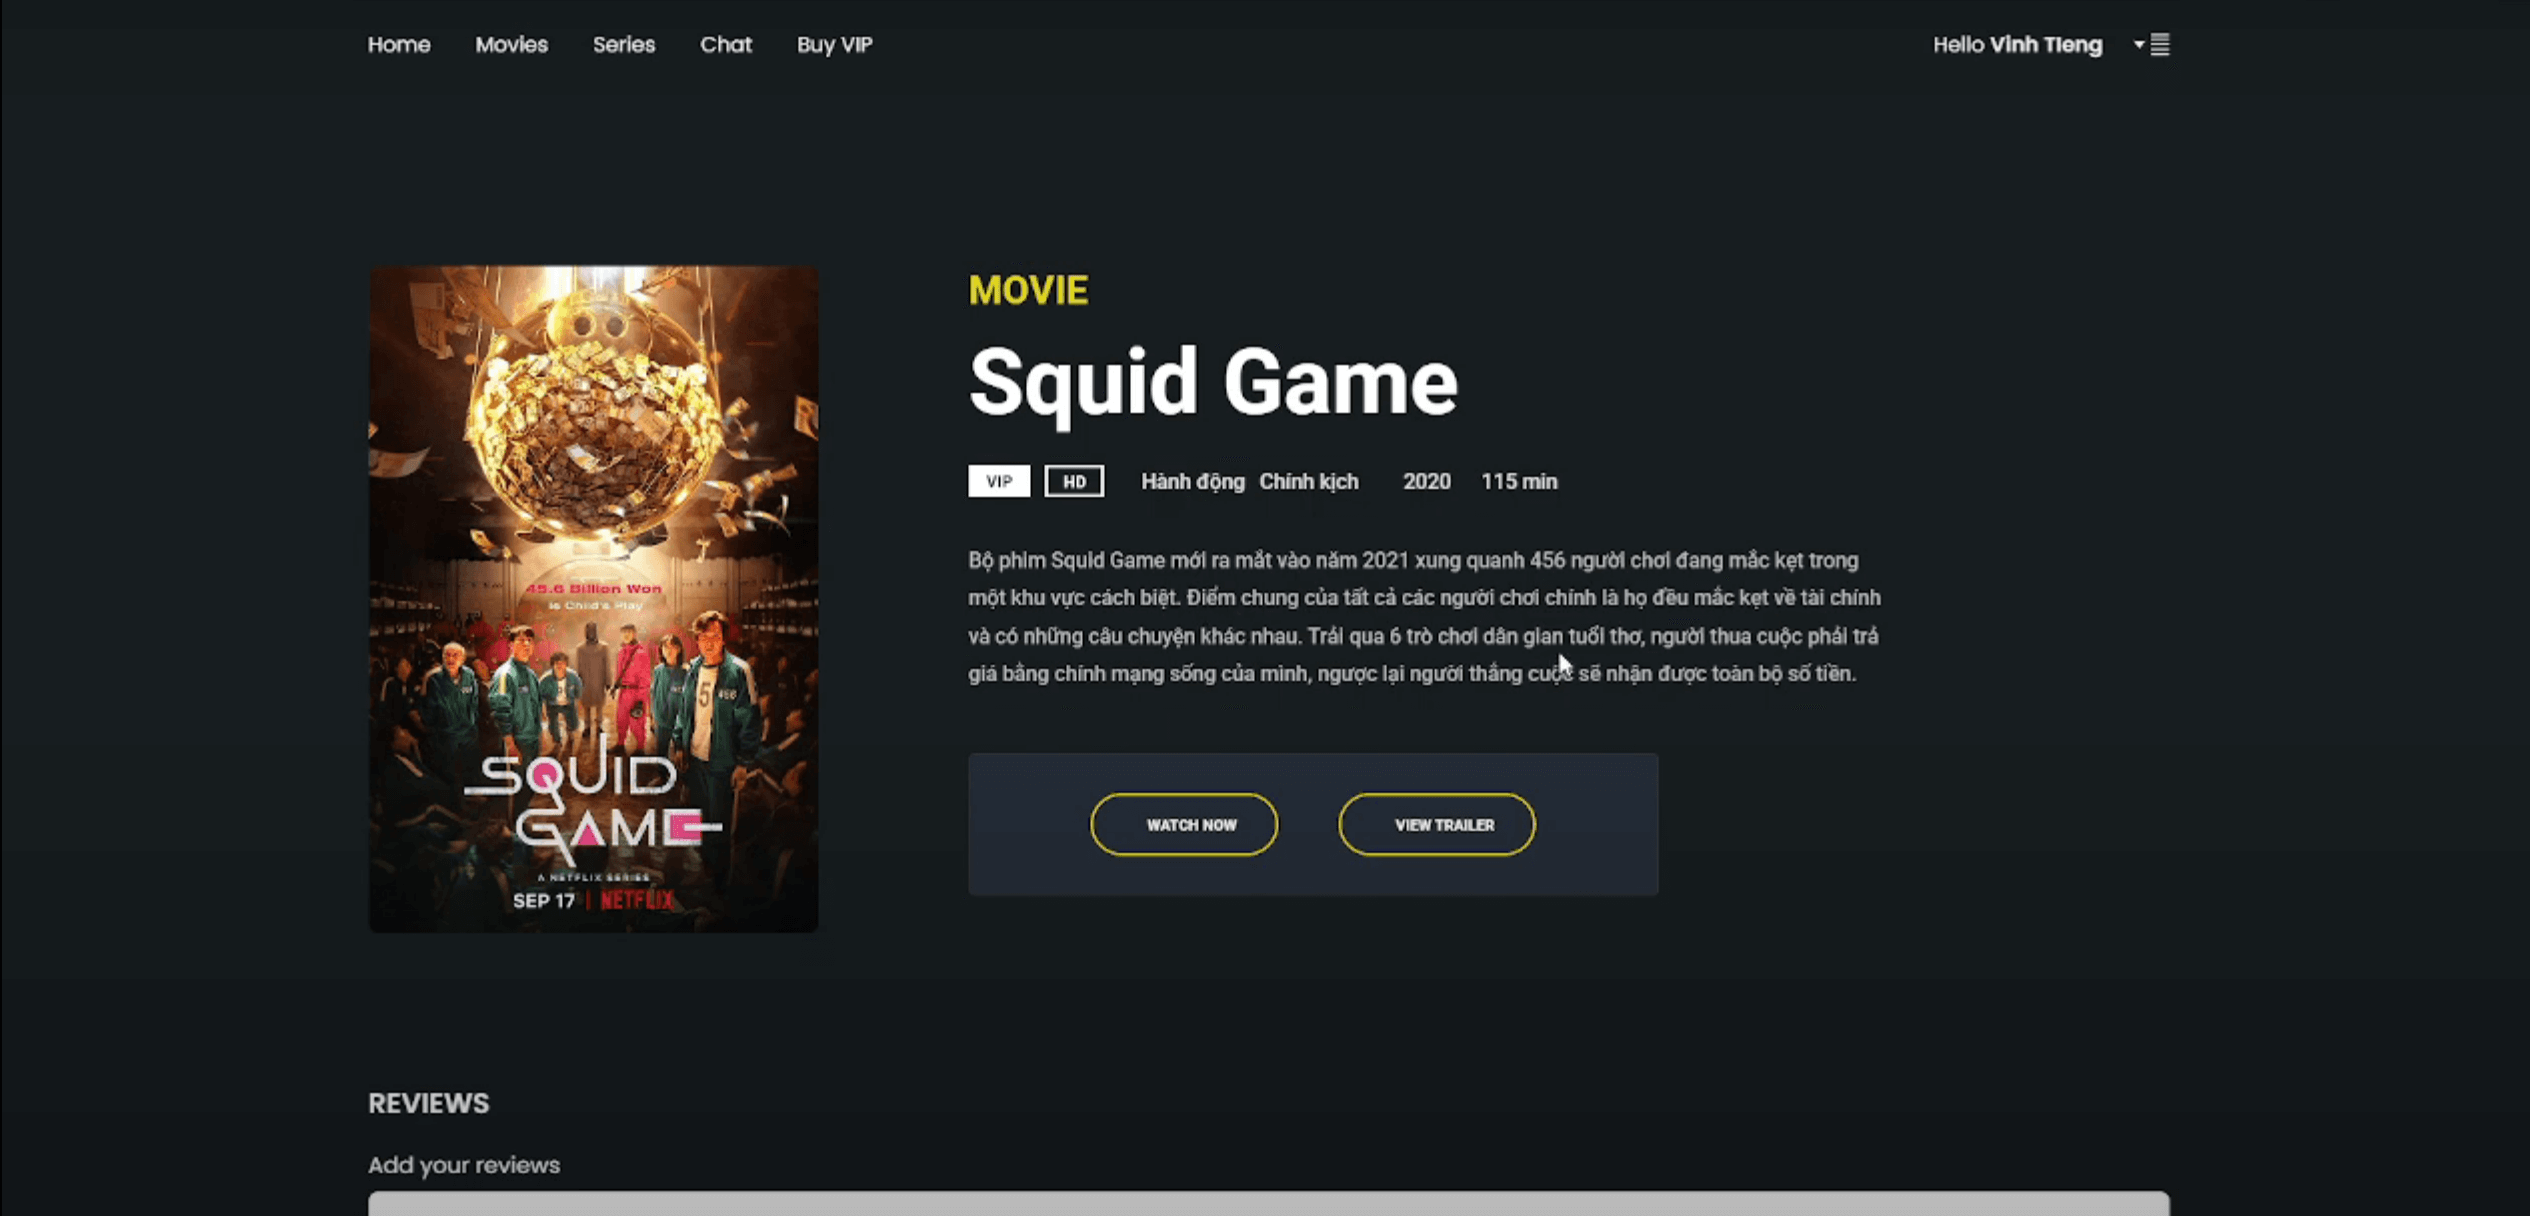 Home Movies Series Chat Buy VIP Hello Vinh Tieng
MOVIE
Squid Game
VIP HD Hành động Chính kịch 2020 115 min
Bộ phim Squid Game mới ra mắt vào năm 2021 xung quanh 456 người chơi đang mắc kẹt trong
một khu vực cách biệt. Điểm chung của tất cả các người chơi chính là họ đều mắc kẹt về tài chính
và có những câu chuyện khác nhau. Trải qua 6 trò chơi dân gian tuổi thơ, người thua cuộc phải trả
giá bằng chính mạng sống của mình, ngược lại người thắng cuộc sẽ nhận được toàn bộ số tiền.
WATCH NOW VIEW TRAILER
45.6 Billion Won
is Child's Play
456
SQUID
GAME
A NETFLIX SERIES
SEP 17 | NETFLIX
REVIEWS
Add your reviews